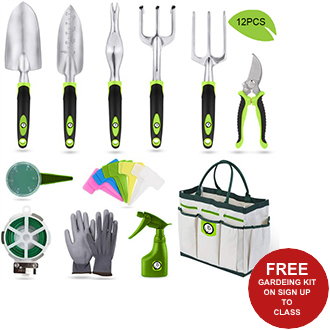 12PCS
FREE
GARDEING KIT
ON SIGN UP
TO
CLASS